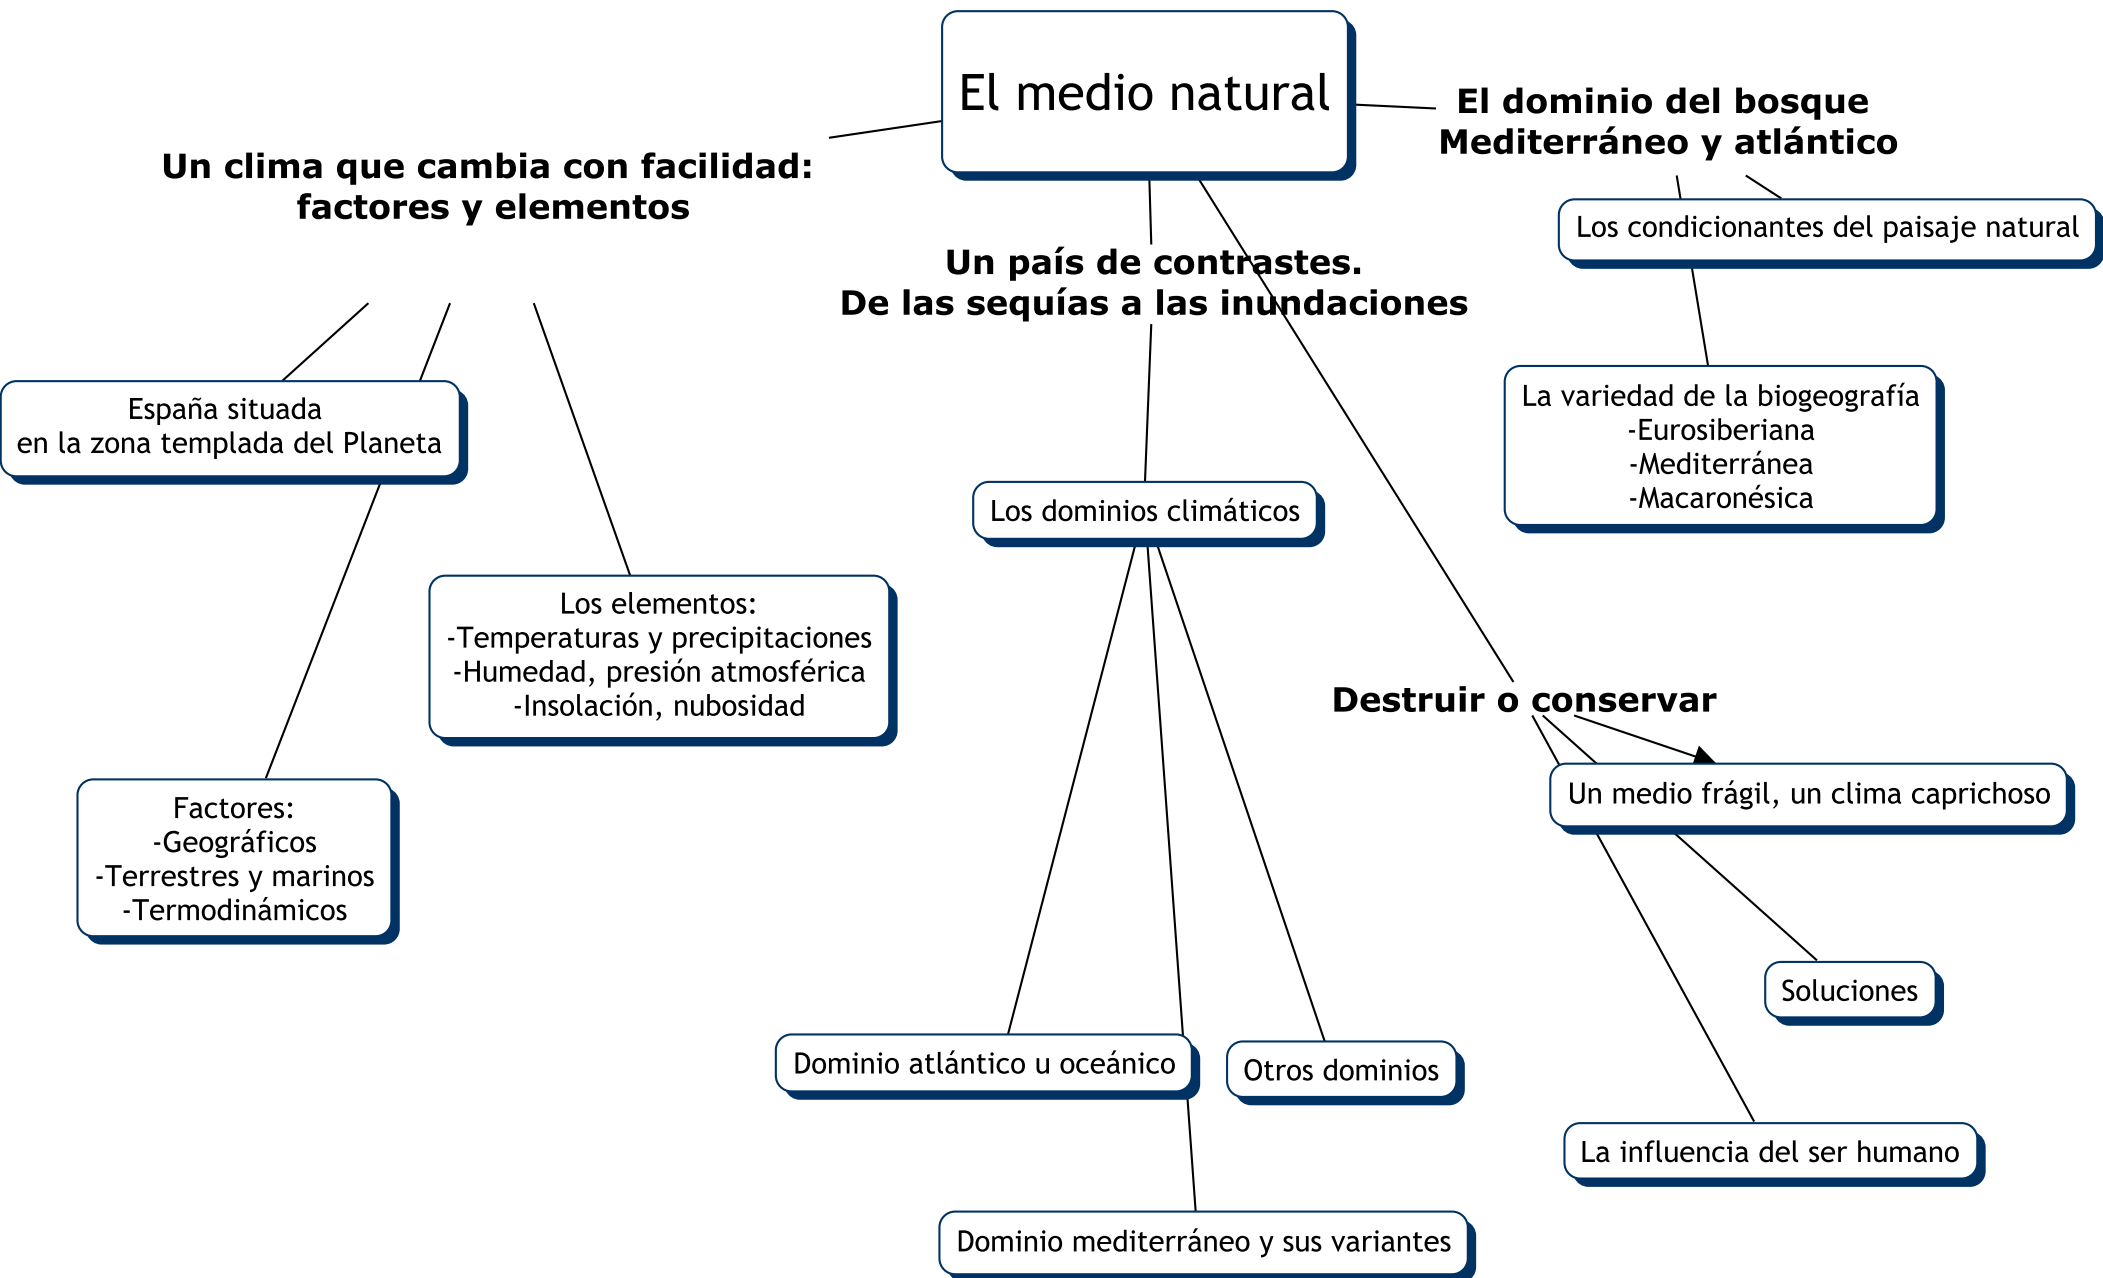 El medio natural
El dominio del bosque
Mediterráneo y atlántico
Un clima que cambia con facilidad:
factores y elementos
Los condicionantes del paisaje natural
Un país de contrastes.
De las sequías a las inundaciones
España situada
en la zona templada del Planeta
La variedad de la biogeografía
-Eurosiberiana
-Mediterránea
-Macaronésica
Los dominios climáticos
Los elementos:
-Temperaturas y precipitaciones
-Humedad, presión atmosférica
-Insolación, nubosidad
Destruir o conservar
Un medio frágil, un clima caprichoso
Factores:
-Geográficos
-Terrestres y marinos
-Termodinámicos
Soluciones
Dominio atlántico u oceánico
Otros dominios
La influencia del ser humano
Dominio mediterráneo y sus variantes